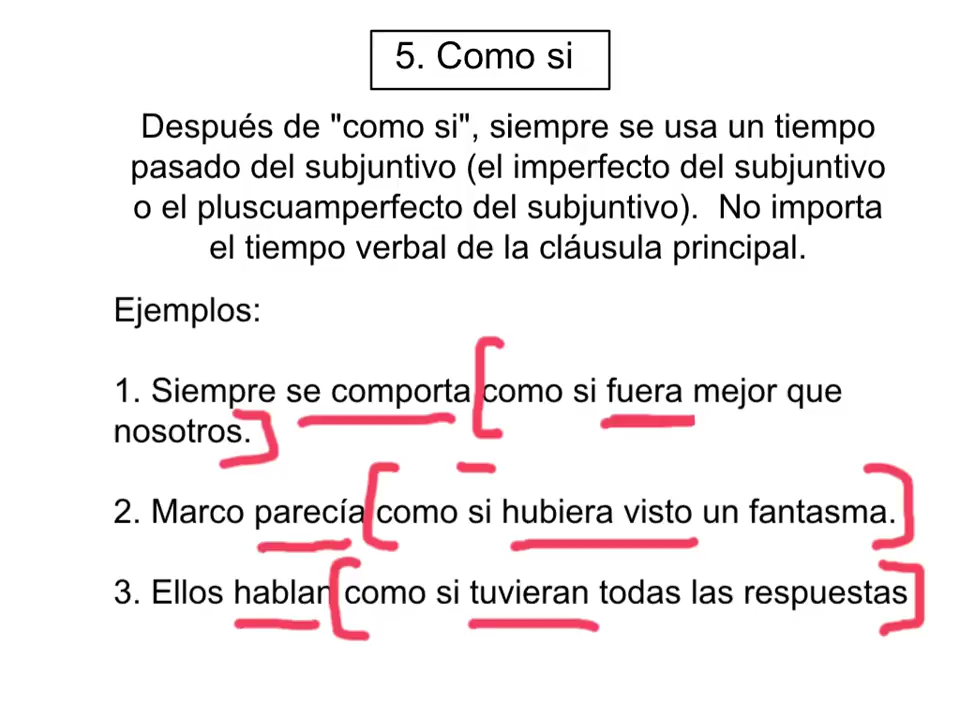 5. Como si
Después de "como si", siempre se usa un tiempo
pasado del subjuntivo (el imperfecto del subjuntivo
o el pluscuamperfecto del subjuntivo). No importa
el tiempo verbal de la cláusula principal.
Ejemplos:
1. Siempre se comporta como si fuera mejor que
nosotros.
2. Marco parecía como si hubiera visto un fantasma.
3. Ellos hablan como si tuvieran todas las respuestas